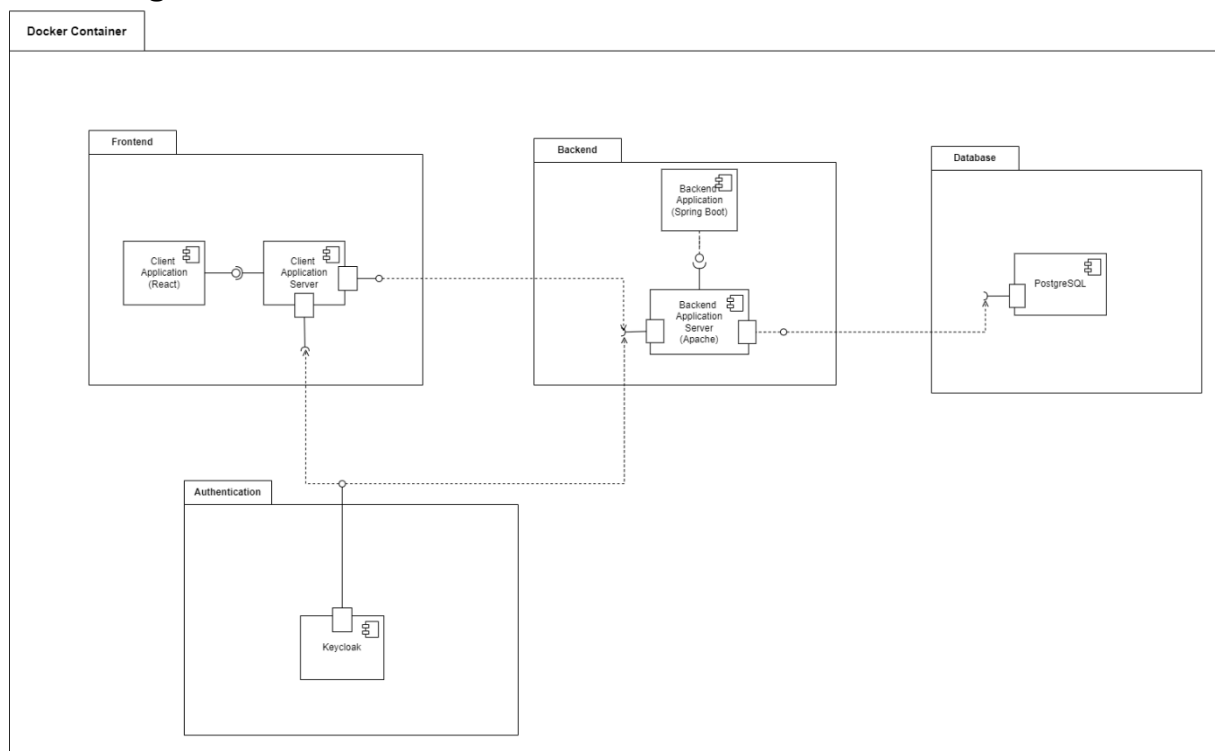 Docker Container
Frontend
Client
Application
(React)
Client
Application
Server
Backend
Backend
Application
(Spring Boot)
Backend
Application
Server
(Apache)
Database
PostgreSQL
Authentication
Keycloak